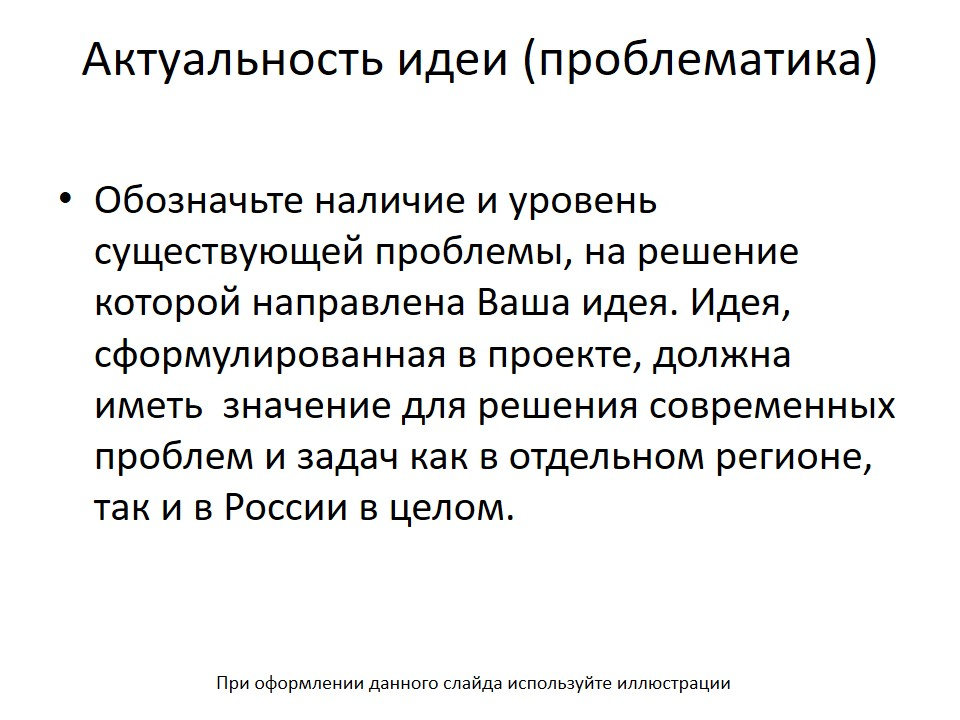 Актуальность идеи (проблематика)
• Обозначьте наличие и уровень
существующей проблемы, на решение
которой направлена Ваша идея. Идея,
сформулированная в проекте, должна
иметь  значение для решения современных
проблем и задач как в отдельном регионе,
так и в России в целом.
При оформлении данного слайда используйте иллюстрации